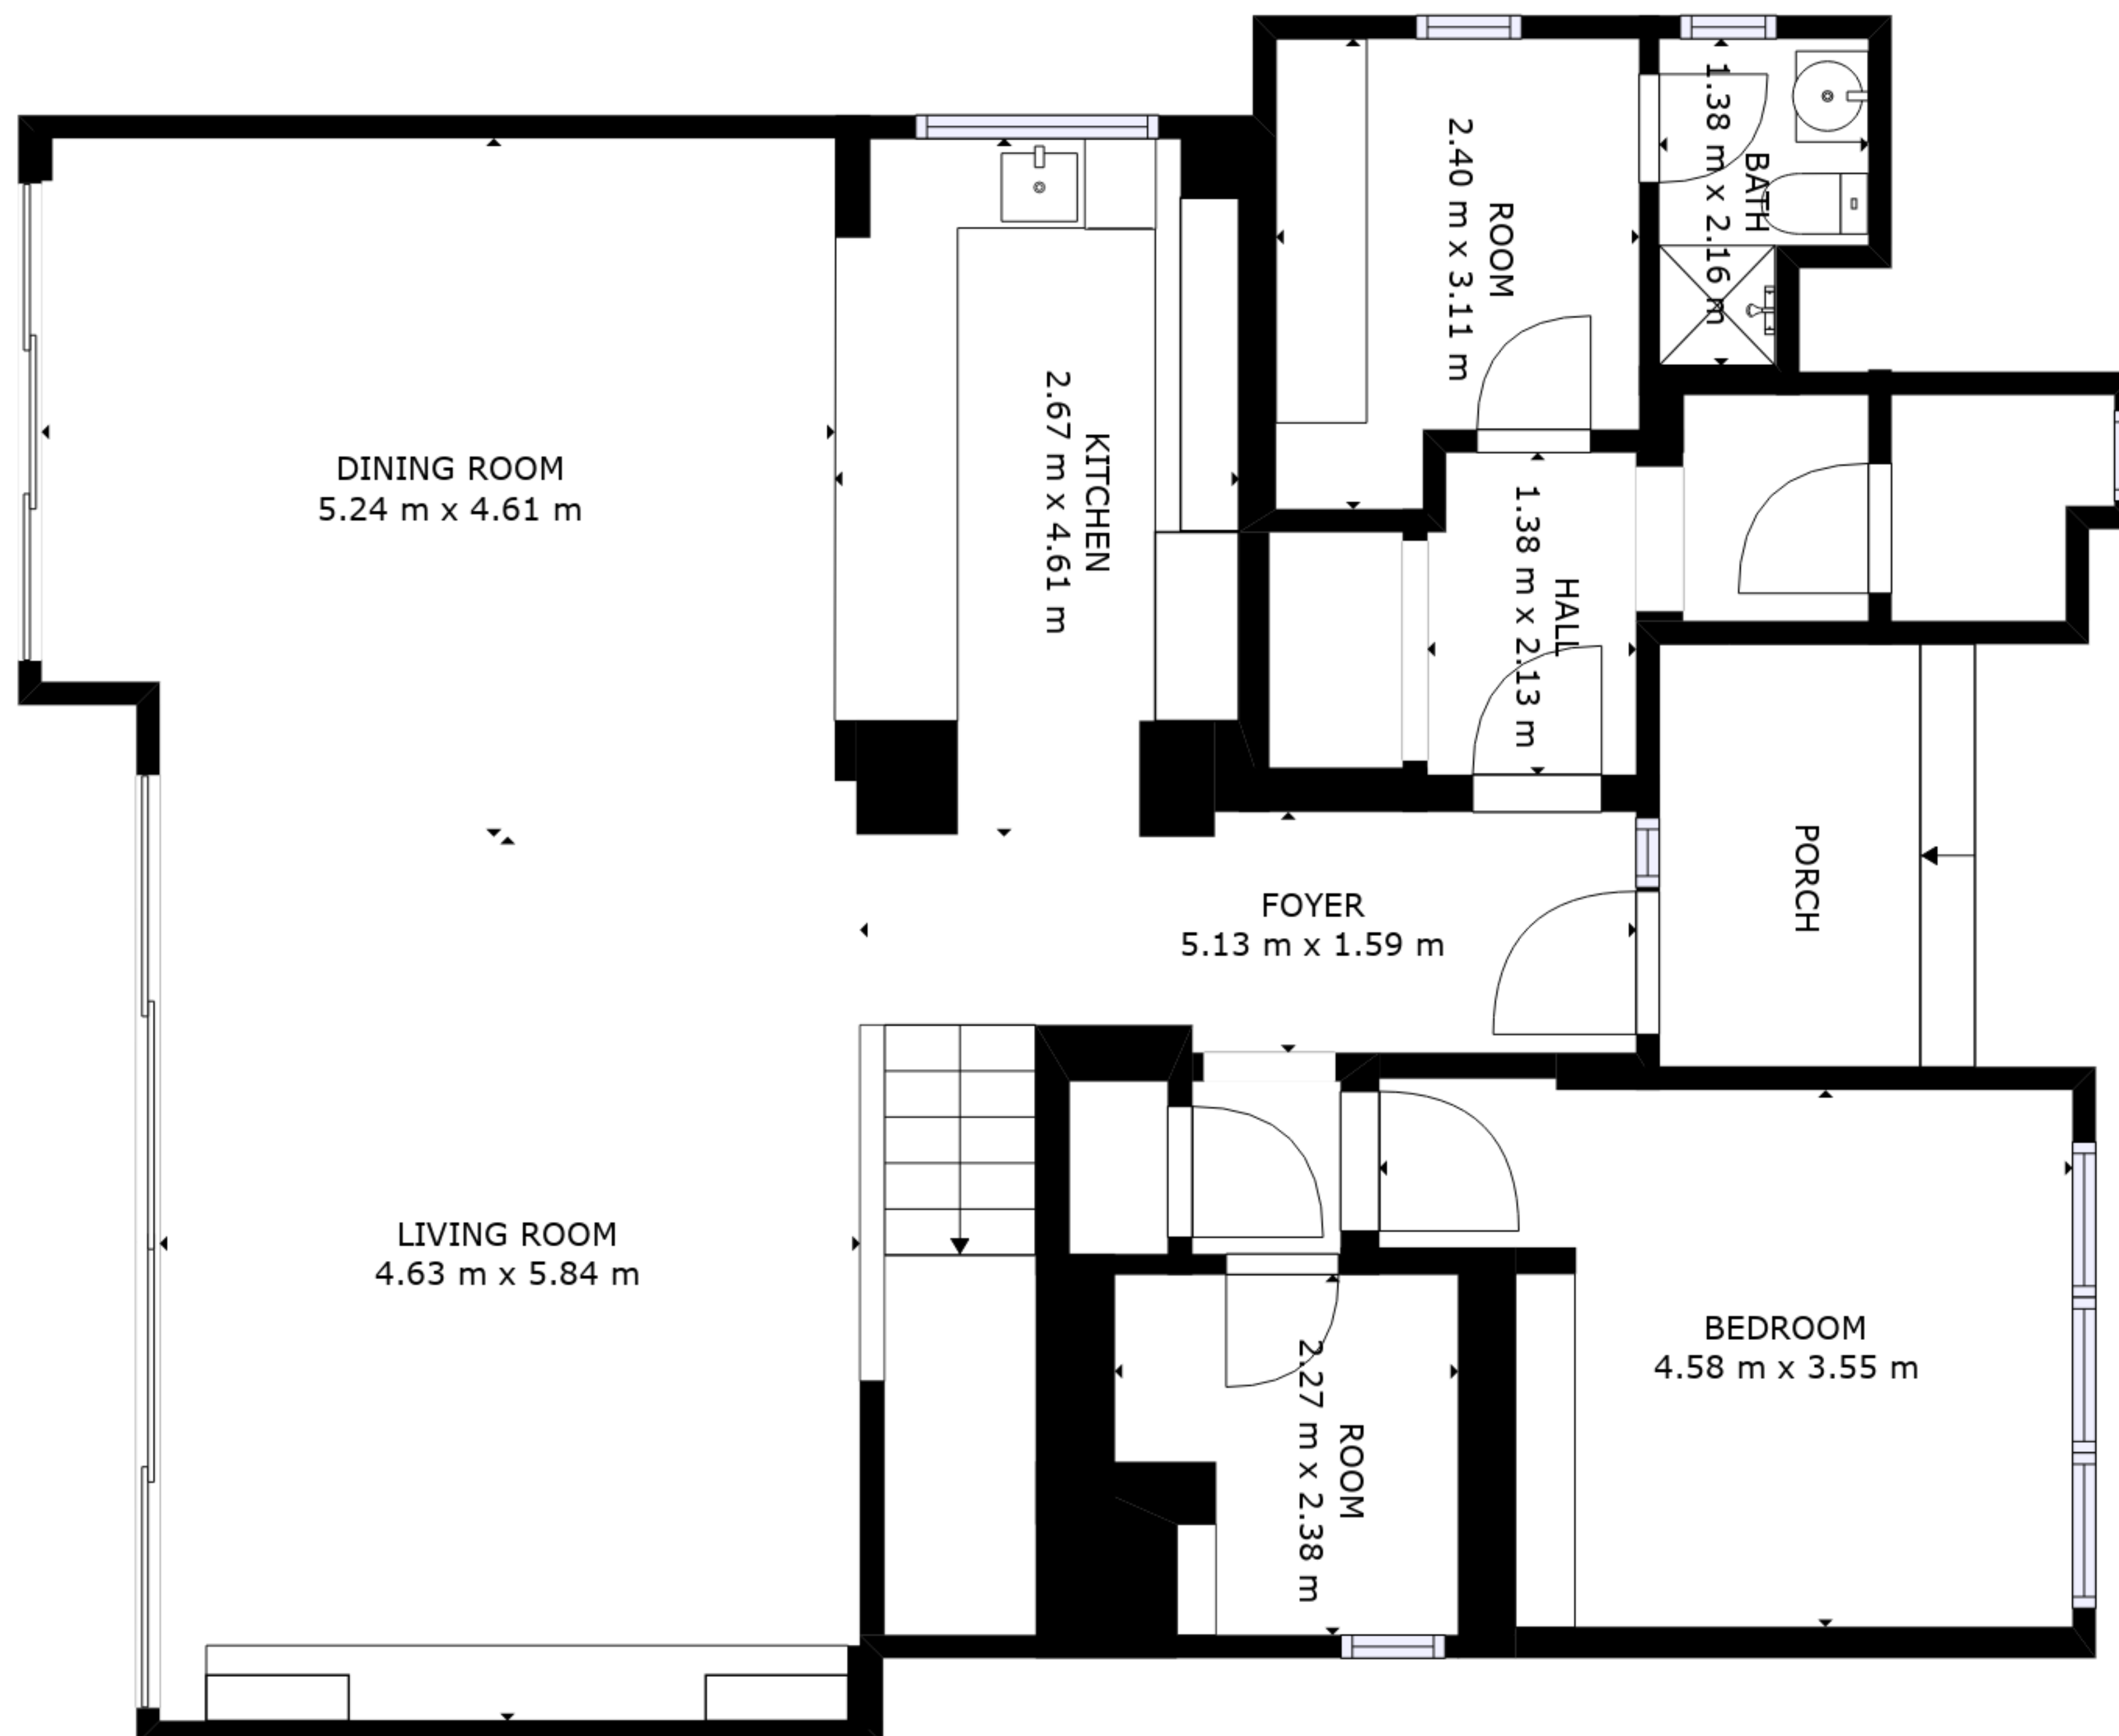 ROOM
2.40 m x 3.11 m
BATH
1.38 m x 2.16 m
DINING ROOM
5.24 m x 4.61 m
KITCHEN
2.67 m x 4.61 m
HALL
1.38 m x 2.13 m
FOYER
5.13 m x 1.59 m
PORCH
LIVING ROOM
4.63 m x 5.84 m
ROOM
2.27 m x 2.38 m
BEDROOM
4.58 m x 3.55 m